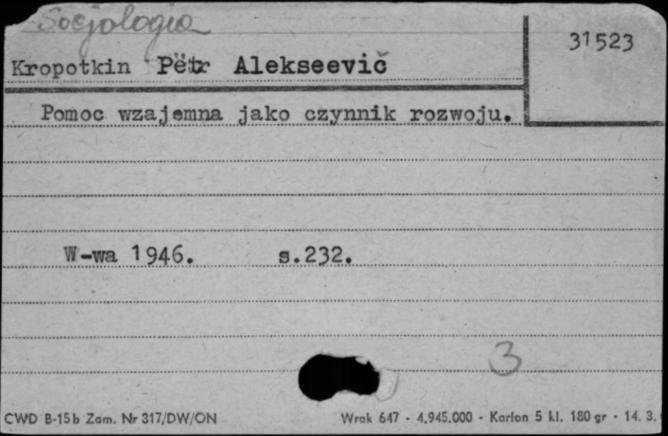 Socjologia
31523
Kropotkin Pëtr Alekseevič
Pomoc wzajemna jako czynnik rozwoju.
W-wa 1946. s.232.
3
CWD B-15b Zam. Nr 317/DW/ON Wrak 647 - 4.945.000 - Karton 5 kl. 180 gr - 14. 3.